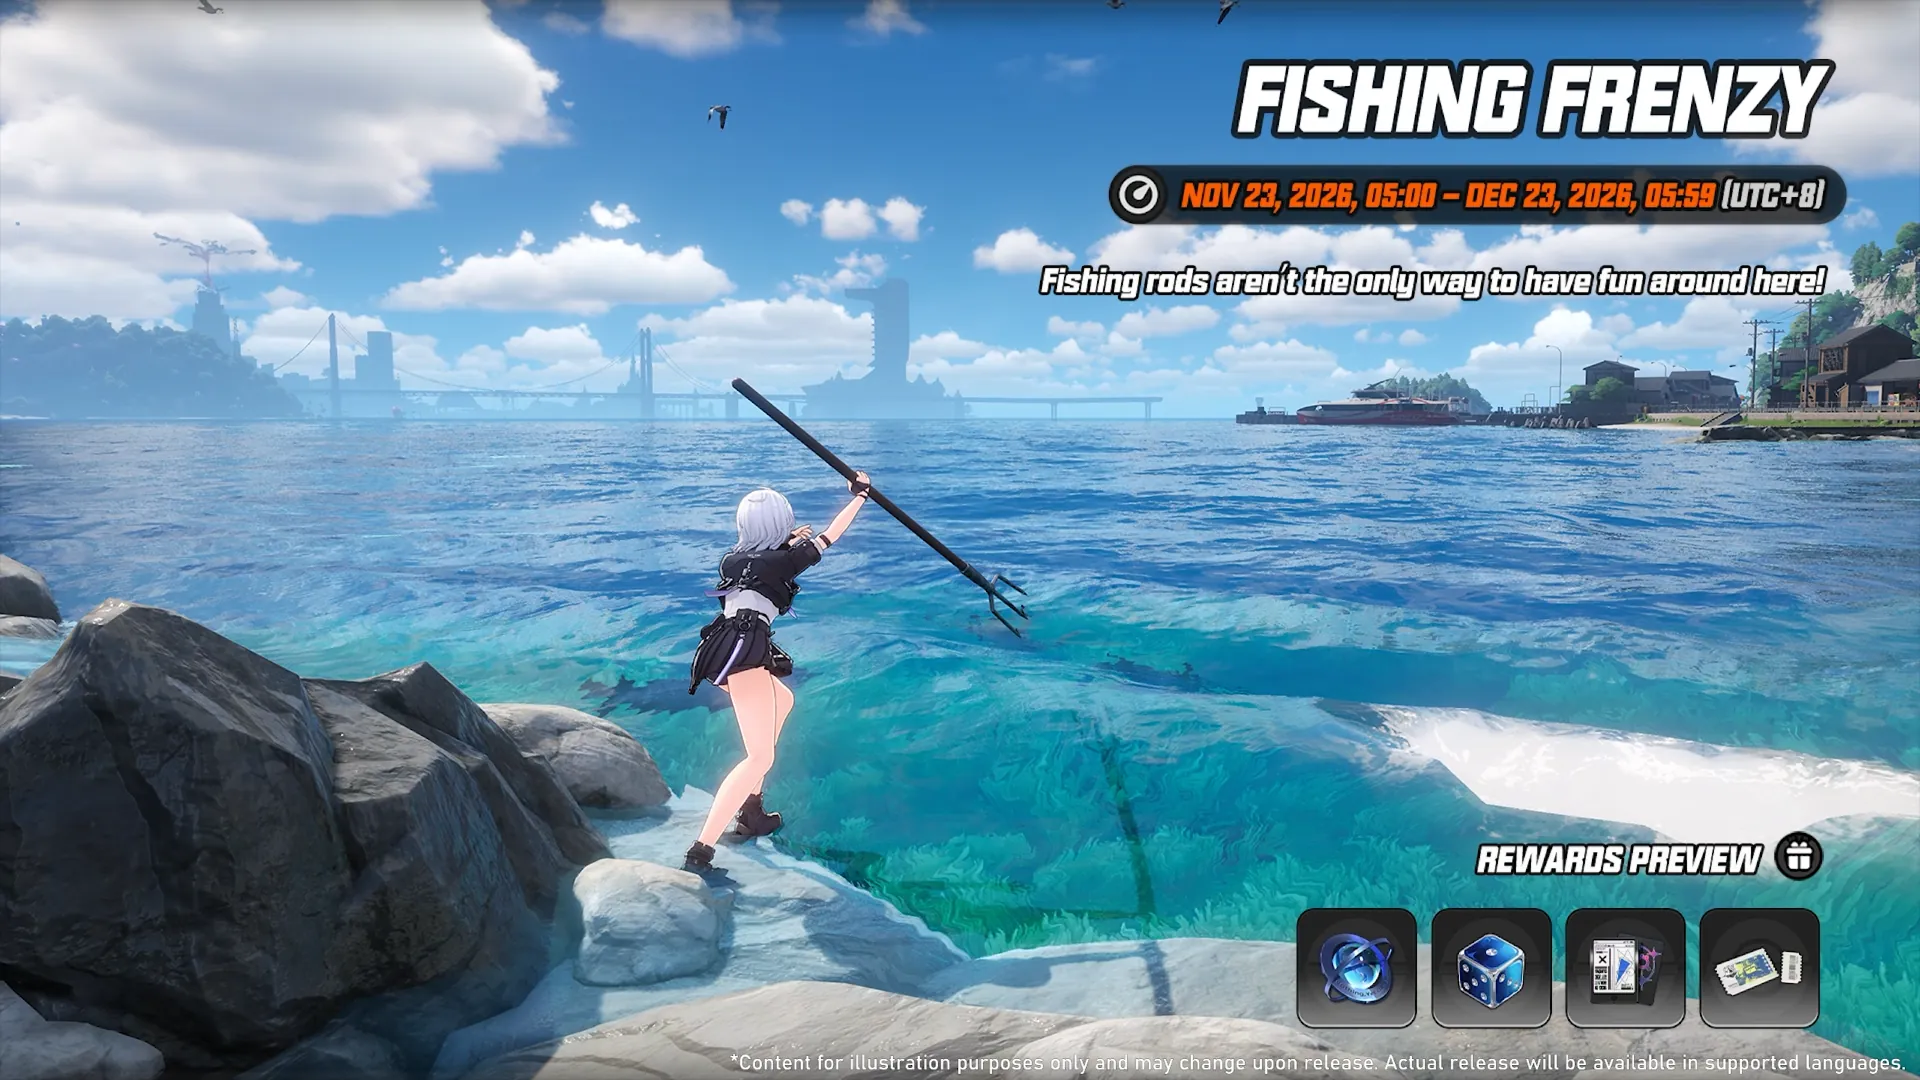 FISHING FRENZY
NOV 23, 2026, 05:00 – DEC 23, 2026, 05:59 (UTC+8)
Fishing rods aren't the only way to have fun around here!
REWARDS PREVIEW
*Content for illustration purposes only and may change upon release. Actual release will be available in supported languages.